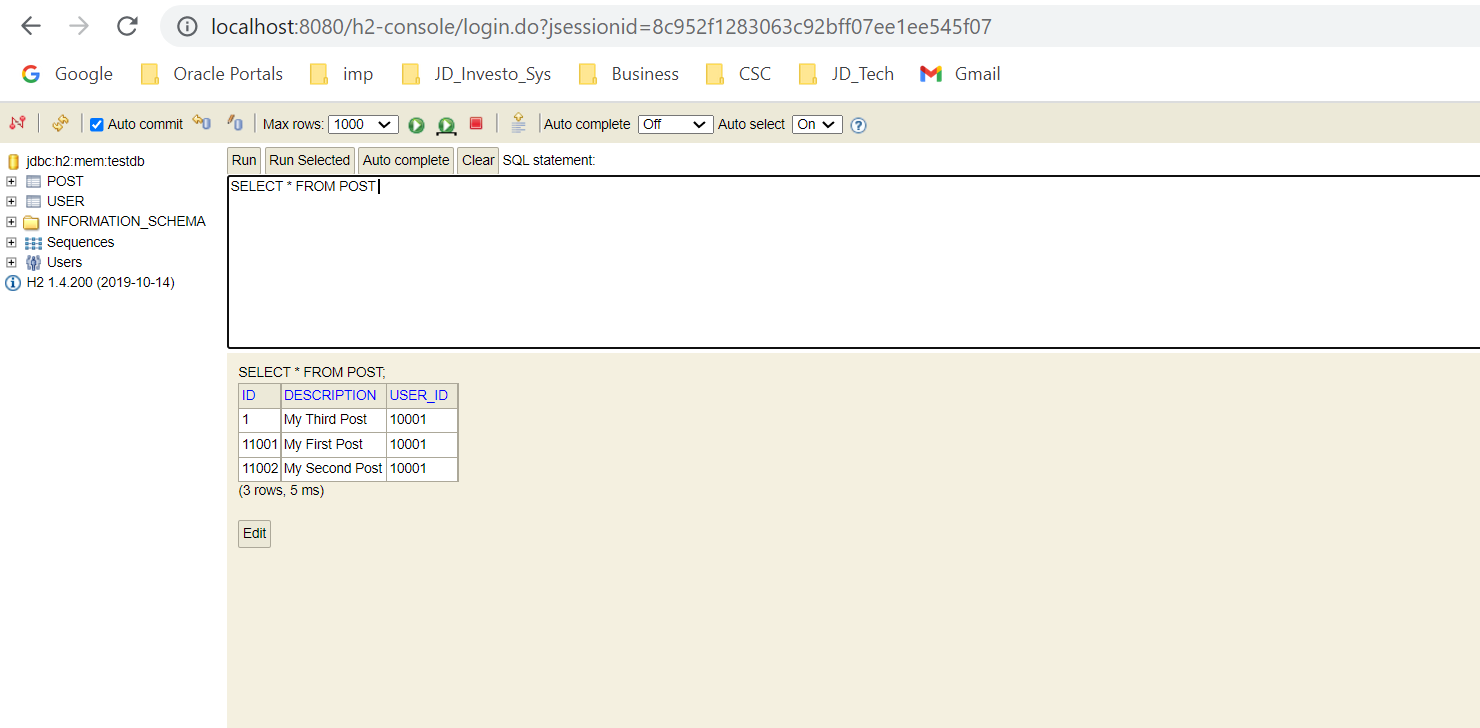 localhost:8080/h2-console/login.do?jsessionid=8c952f1283063c92bff07ee1ee545f07
Google Oracle Portals imp JD_Investo_Sys Business CSC JD_Tech Gmail
Auto commit Max rows: 1000 Auto complete Off Auto select On ?
jdbc:h2:mem:testdb
POST
USER
INFORMATION_SCHEMA
Sequences
Users
H2 1.4.200 (2019-10-14)
Run Run Selected Auto complete Clear SQL statement:
SELECT * FROM POST
SELECT * FROM POST;
ID DESCRIPTION USER_ID
1 My Third Post 10001
11001 My First Post 10001
11002 My Second Post 10001
(3 rows, 5 ms)
Edit